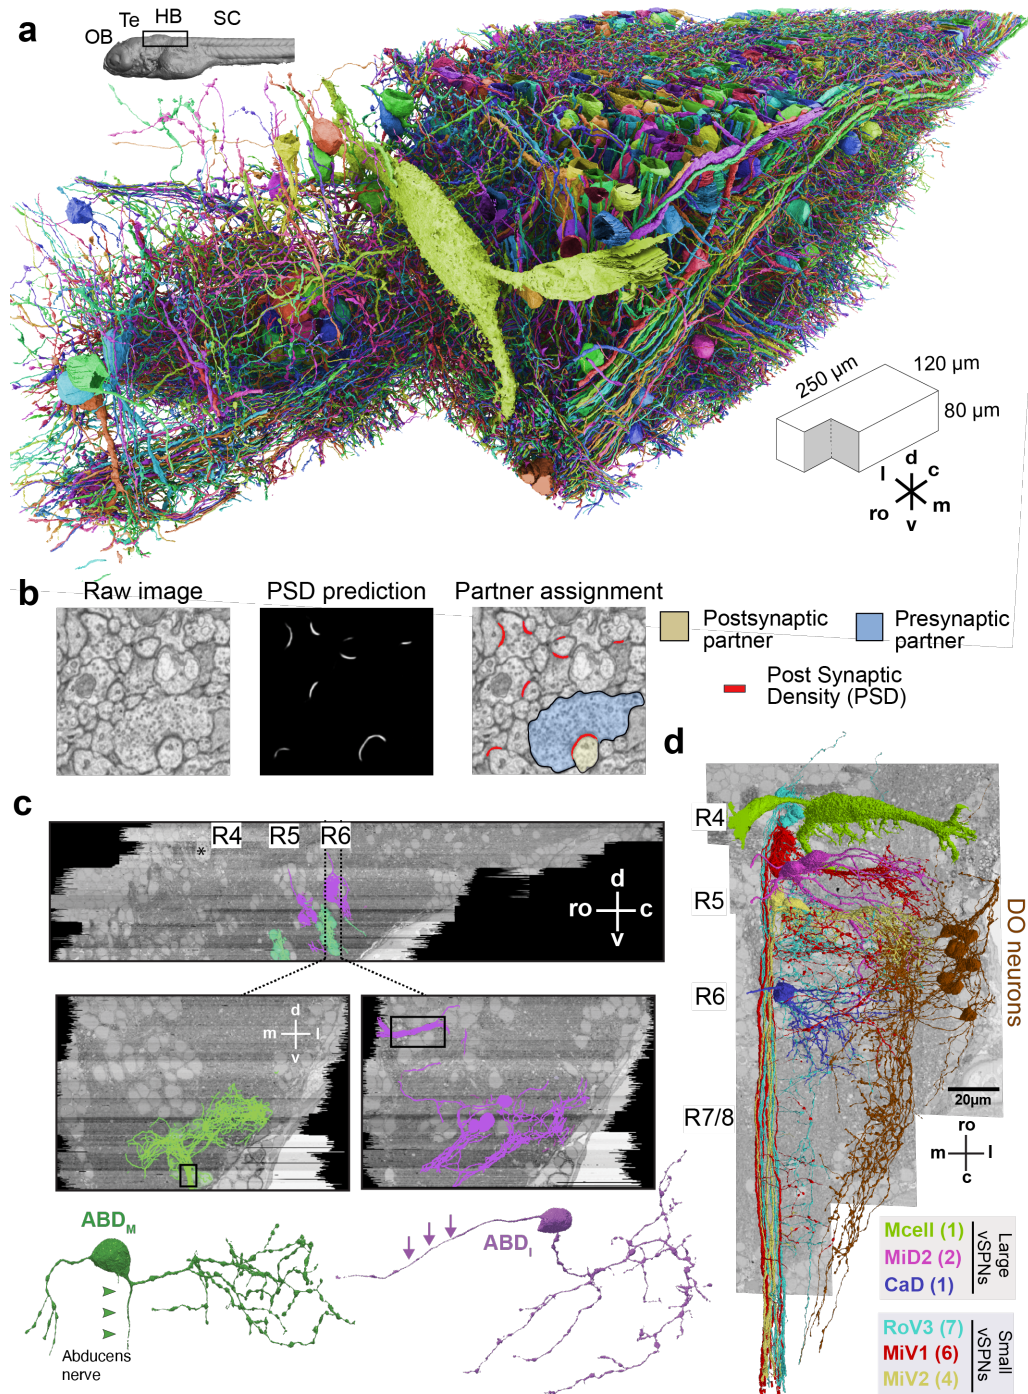 a
Te HB SC
OB
250 µm
120 µm
80 µm
d
l c
ro m
v
b
Raw image PSD prediction Partner assignment
Postsynaptic
partner
Presynaptic
partner
Post Synaptic
Density (PSD)
c
R4 R5 R6
*
d
ro c
v
d
m l
v
ABDM
Abducens
nerve
ABDI
d
R4
R5
R6
R7/8
DO neurons
20µm
ro
m l
c
Mcell (1)
MiD2 (2)
CaD (1)
Large
vSPNs
RoV3 (7)
MiV1 (6)
MiV2 (4)
Small
vSPNs